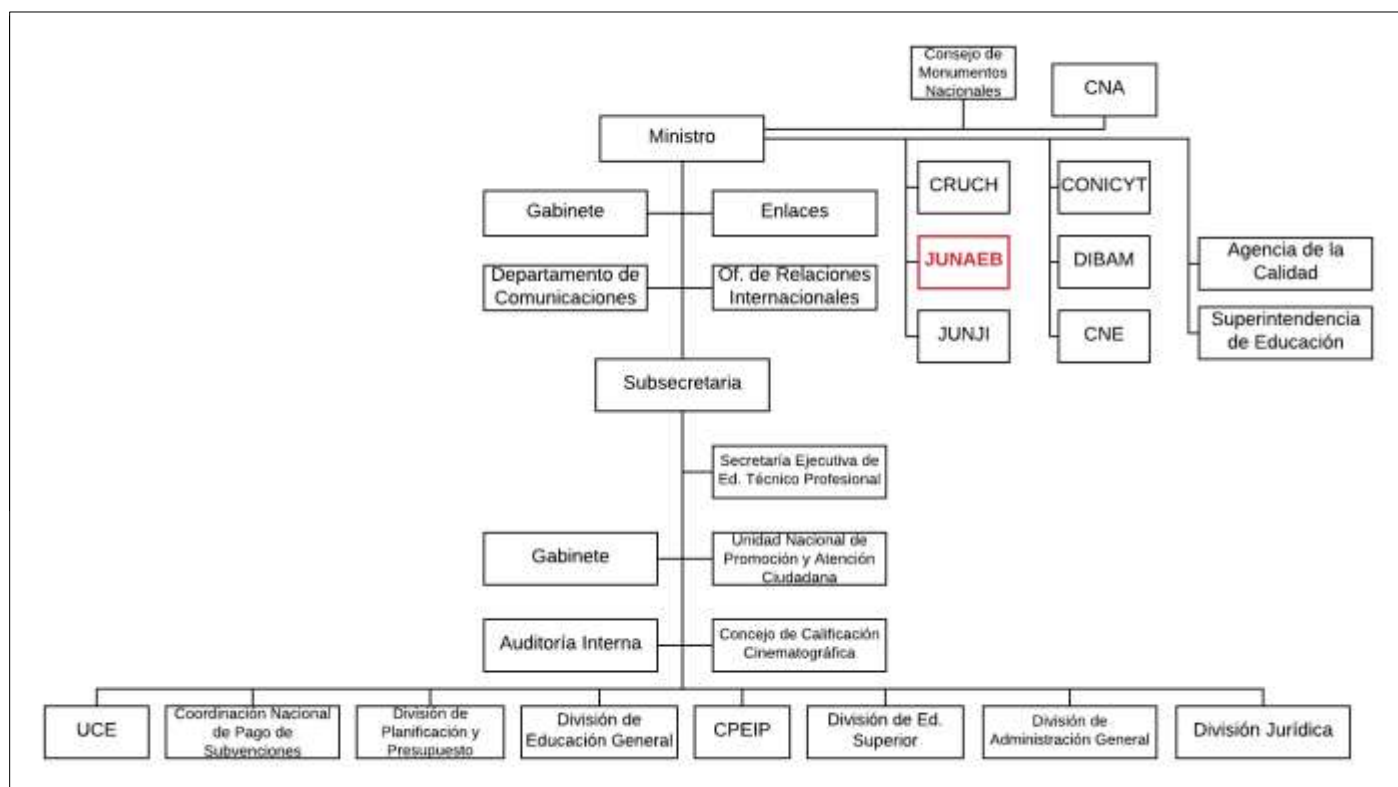 Consejo de
Monumentos
Nacionales
CNA
Ministro
CRUCH
CONICYT
Gabinete
Enlaces
JUNAEB
DIBAM
Agencia de la
Calidad
Departamento de
Comunicaciones
Of. de Relaciones
Internacionales
JUNJI
CNE
Superintendencia
de Educación
Subsecretaria
Secretaría Ejecutiva de
Ed. Técnico Profesional
Gabinete
Unidad Nacional de
Promoción y Atención
Ciudadana
Auditoría Interna
Concejo de Calificación
Cinematográfica
UCE
Coordinación Nacional
de Pago de
Subvenciones
División de
Planificación y
Presupuesto
División de
Educación General
CPEIP
División de Ed.
Superior
División de
Administración General
División Jurídica